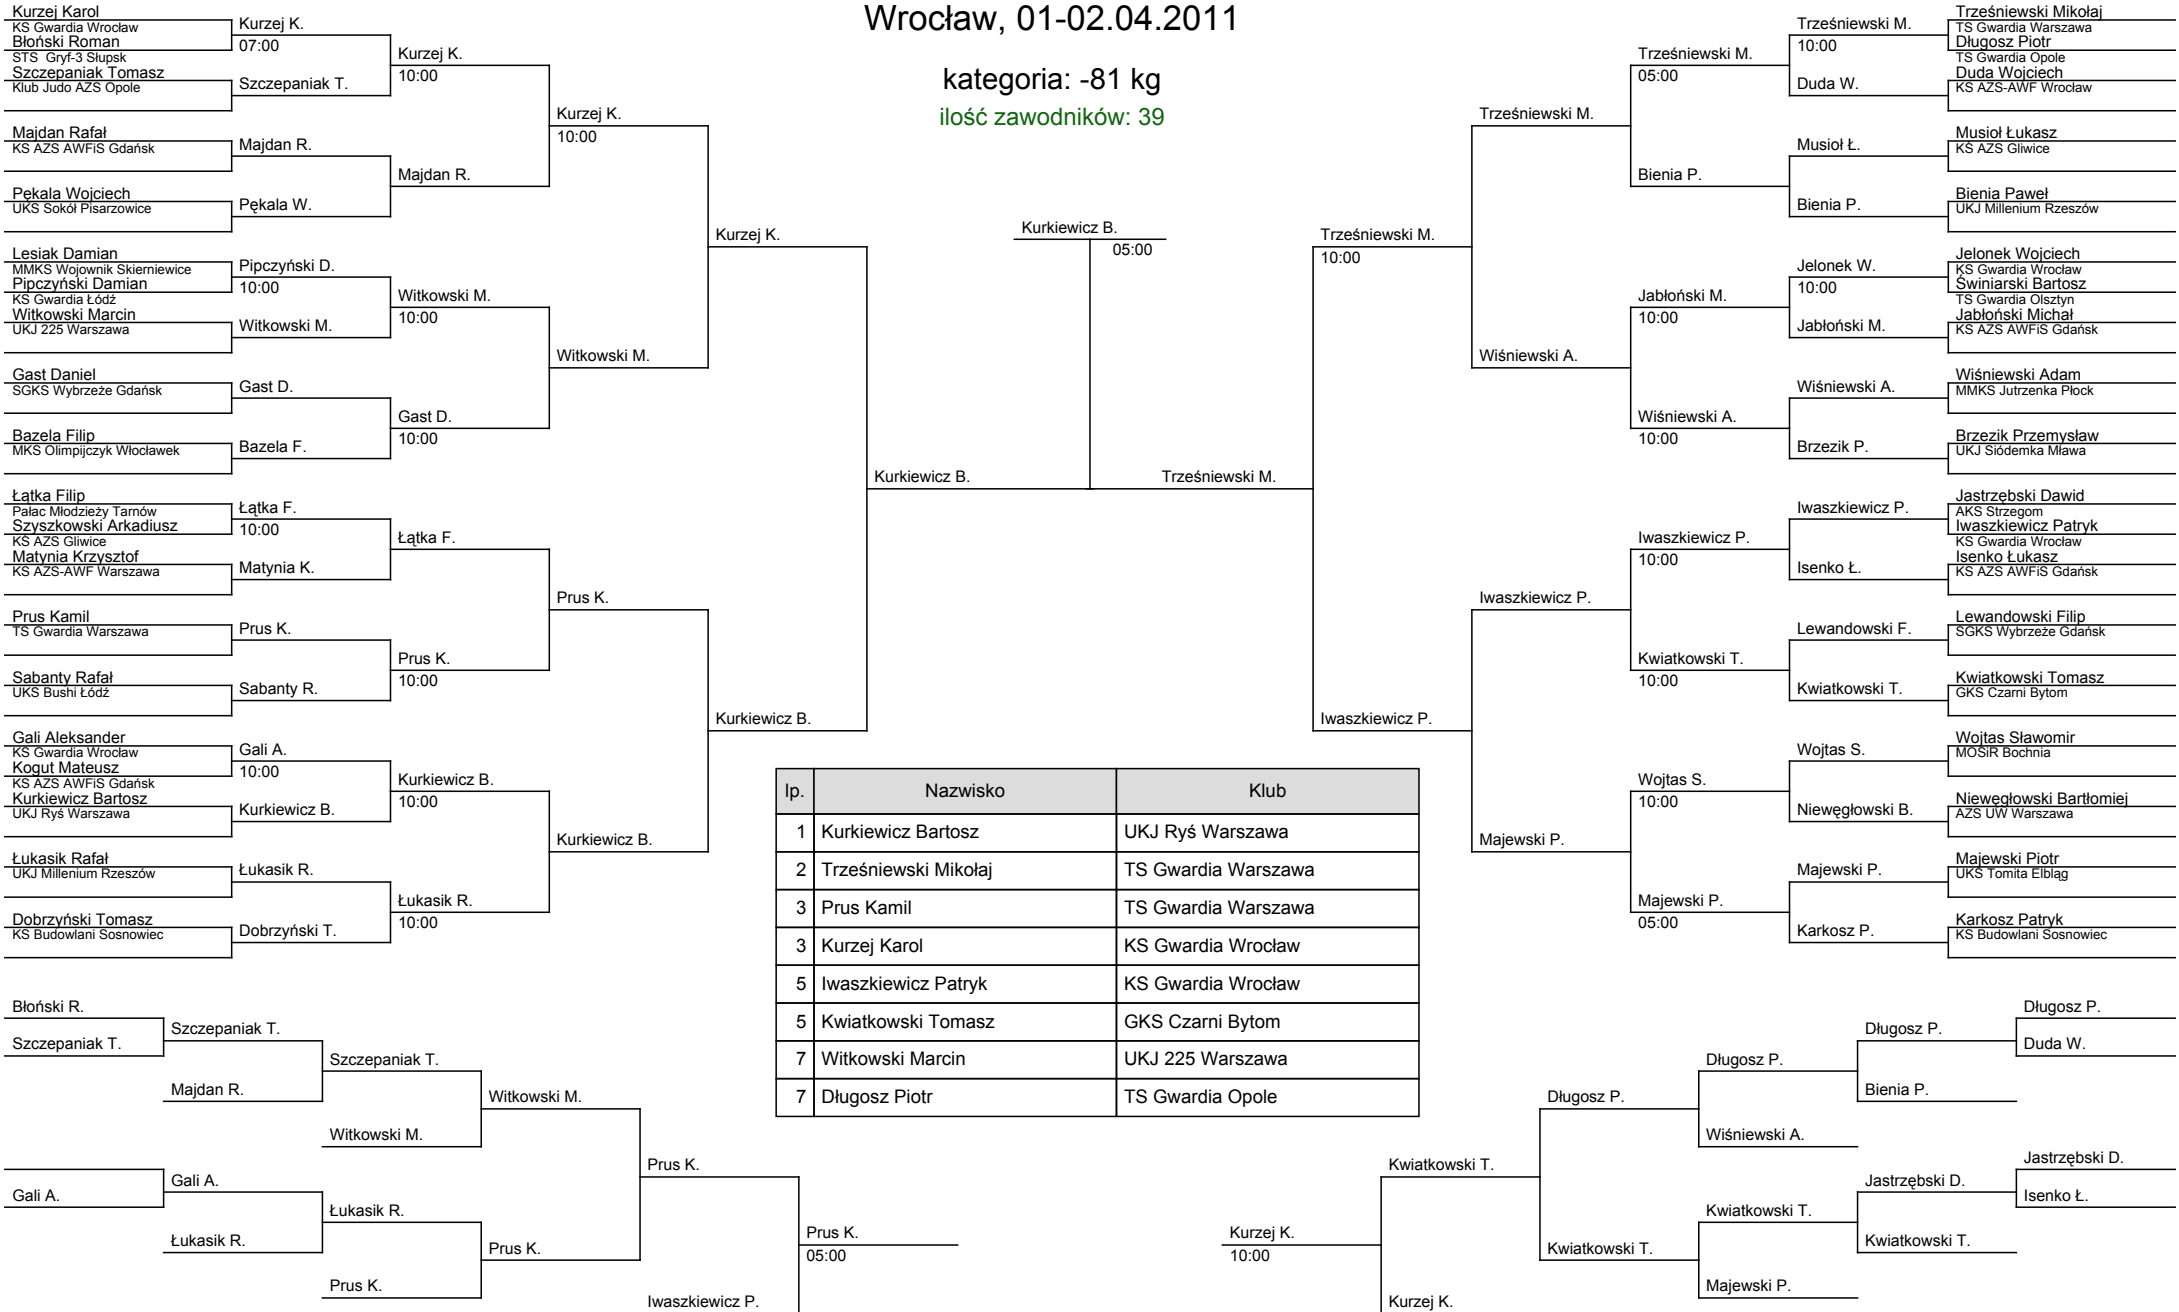 Wrocław, 01-02.04.2011
kategoria: -81 kg
ilość zawodników: 39
Kurzej Karol
KS Gwardia Wrocław
Błoński Roman
STS Gryf-3 Słupsk
Szczepaniak Tomasz
Klub Judo AZS Opole
Majdan Rafał
KS AZS AWFiS Gdańsk
Pękala Wojciech
UKS Sokół Pisarzowice
Lesiak Damian
MMKS Wojownik Skierniewice
Pipczyński Damian
KS Gwardia Łódź
Witkowski Marcin
UKJ 225 Warszawa
Gast Daniel
SGKS Wybrzeże Gdańsk
Bazela Filip
MKS Olimpijczyk Włocławek
Łątka Filip
Pałac Młodzieży Tarnów
Szyszkowski Arkadiusz
KS AZS Gliwice
Matynia Krzysztof
KS AZS-AWF Warszawa
Prus Kamil
TS Gwardia Warszawa
Sabanty Rafał
UKS Bushi Łódź
Gali Aleksander
KS Gwardia Wrocław
Kogut Mateusz
KS AZS AWFiS Gdańsk
Kurkiewicz Bartosz
UKJ Ryś Warszawa
Łukasik Rafał
UKJ Millenium Rzeszów
Dobrzyński Tomasz
KS Budowlani Sosnowiec
Kurzej K.
07:00
Szczepaniak T.
Majdan R.
Pękala W.
Pipczyński D.
10:00
Witkowski M.
Gast D.
Bazela F.
Łątka F.
10:00
Matynia K.
Prus K.
Sabanty R.
Gali A.
10:00
Kurkiewicz B.
Łukasik R.
Dobrzyński T.
Kurzej K.
10:00
Majdan R.
Witkowski M.
10:00
Gast D.
10:00
Łątka F.
Prus K.
10:00
Kurkiewicz B.
10:00
Łukasik R.
10:00
Kurzej K.
10:00
Witkowski M.
Prus K.
Kurkiewicz B.
Kurzej K.
Kurkiewicz B.
Kurkiewicz B.
Kurkiewicz B.
05:00
Trześniewski M.
Trześniewski M.
10:00
Iwaszkiewicz P.
Trześniewski M.
Wiśniewski A.
Iwaszkiewicz P.
Majewski P.
Trześniewski M.
05:00
Bienia P.
Jabłoński M.
10:00
Wiśniewski A.
10:00
Iwaszkiewicz P.
10:00
Kwiatkowski T.
10:00
Wojtas S.
10:00
Majewski P.
05:00
Trześniewski M.
10:00
Duda W.
Musioł Ł.
Bienia P.
Jelonek W.
10:00
Jabłoński M.
Wiśniewski A.
Brzezik P.
Iwaszkiewicz P.
Isenko Ł.
Lewandowski F.
Kwiatkowski T.
Wojtas S.
Niewęgłowski B.
Majewski P.
Karkosz P.
Trześniewski Mikołaj
TS Gwardia Warszawa
Długosz Piotr
TS Gwardia Opole
Duda Wojciech
KS AZS-AWF Wrocław
Musioł Łukasz
KS AZS Gliwice
Bienia Paweł
UKJ Millenium Rzeszów
Jelonek Wojciech
KS Gwardia Wrocław
Świniarski Bartosz
TS Gwardia Olsztyn
Jabłoński Michał
KS AZS AWFiS Gdańsk
Wiśniewski Adam
MMKS Jutrzenka Płock
Brzezik Przemysław
UKJ Siódemka Mława
Jastrzębski Dawid
AKS Strzegom
Iwaszkiewicz Patryk
KS Gwardia Wrocław
Isenko Łukasz
KS AZS AWFiS Gdańsk
Lewandowski Filip
SGKS Wybrzeże Gdańsk
Kwiatkowski Tomasz
GKS Czarni Bytom
Wojtas Sławomir
MOSiR Bochnia
Niewęgłowski Bartłomiej
AZS UW Warszawa
Majewski Piotr
UKS Tomita Elbląg
Karkosz Patryk
KS Budowlani Sosnowiec
lp. Nazwisko Klub
1 Kurkiewicz Bartosz UKJ Ryś Warszawa
2 Trześniewski Mikołaj TS Gwardia Warszawa
3 Prus Kamil TS Gwardia Warszawa
3 Kurzej Karol KS Gwardia Wrocław
5 Iwaszkiewicz Patryk KS Gwardia Wrocław
5 Kwiatkowski Tomasz GKS Czarni Bytom
7 Witkowski Marcin UKJ 225 Warszawa
7 Długosz Piotr TS Gwardia Opole
Błoński R.
Szczepaniak T.
Gali A.
Szczepaniak T.
Majdan R.
Gali A.
Łukasik R.
Szczepaniak T.
Witkowski M.
Łukasik R.
Prus K.
Witkowski M.
Prus K.
Prus K.
Iwaszkiewicz P.
Prus K.
05:00
Kurzej K.
10:00
Kwiatkowski T.
Kurzej K.
Długosz P.
Kwiatkowski T.
Długosz P.
Wiśniewski A.
Kwiatkowski T.
Majewski P.
Długosz P.
Bienia P.
Jastrzębski D.
Kwiatkowski T.
Długosz P.
Duda W.
Jastrzębski D.
Isenko Ł.